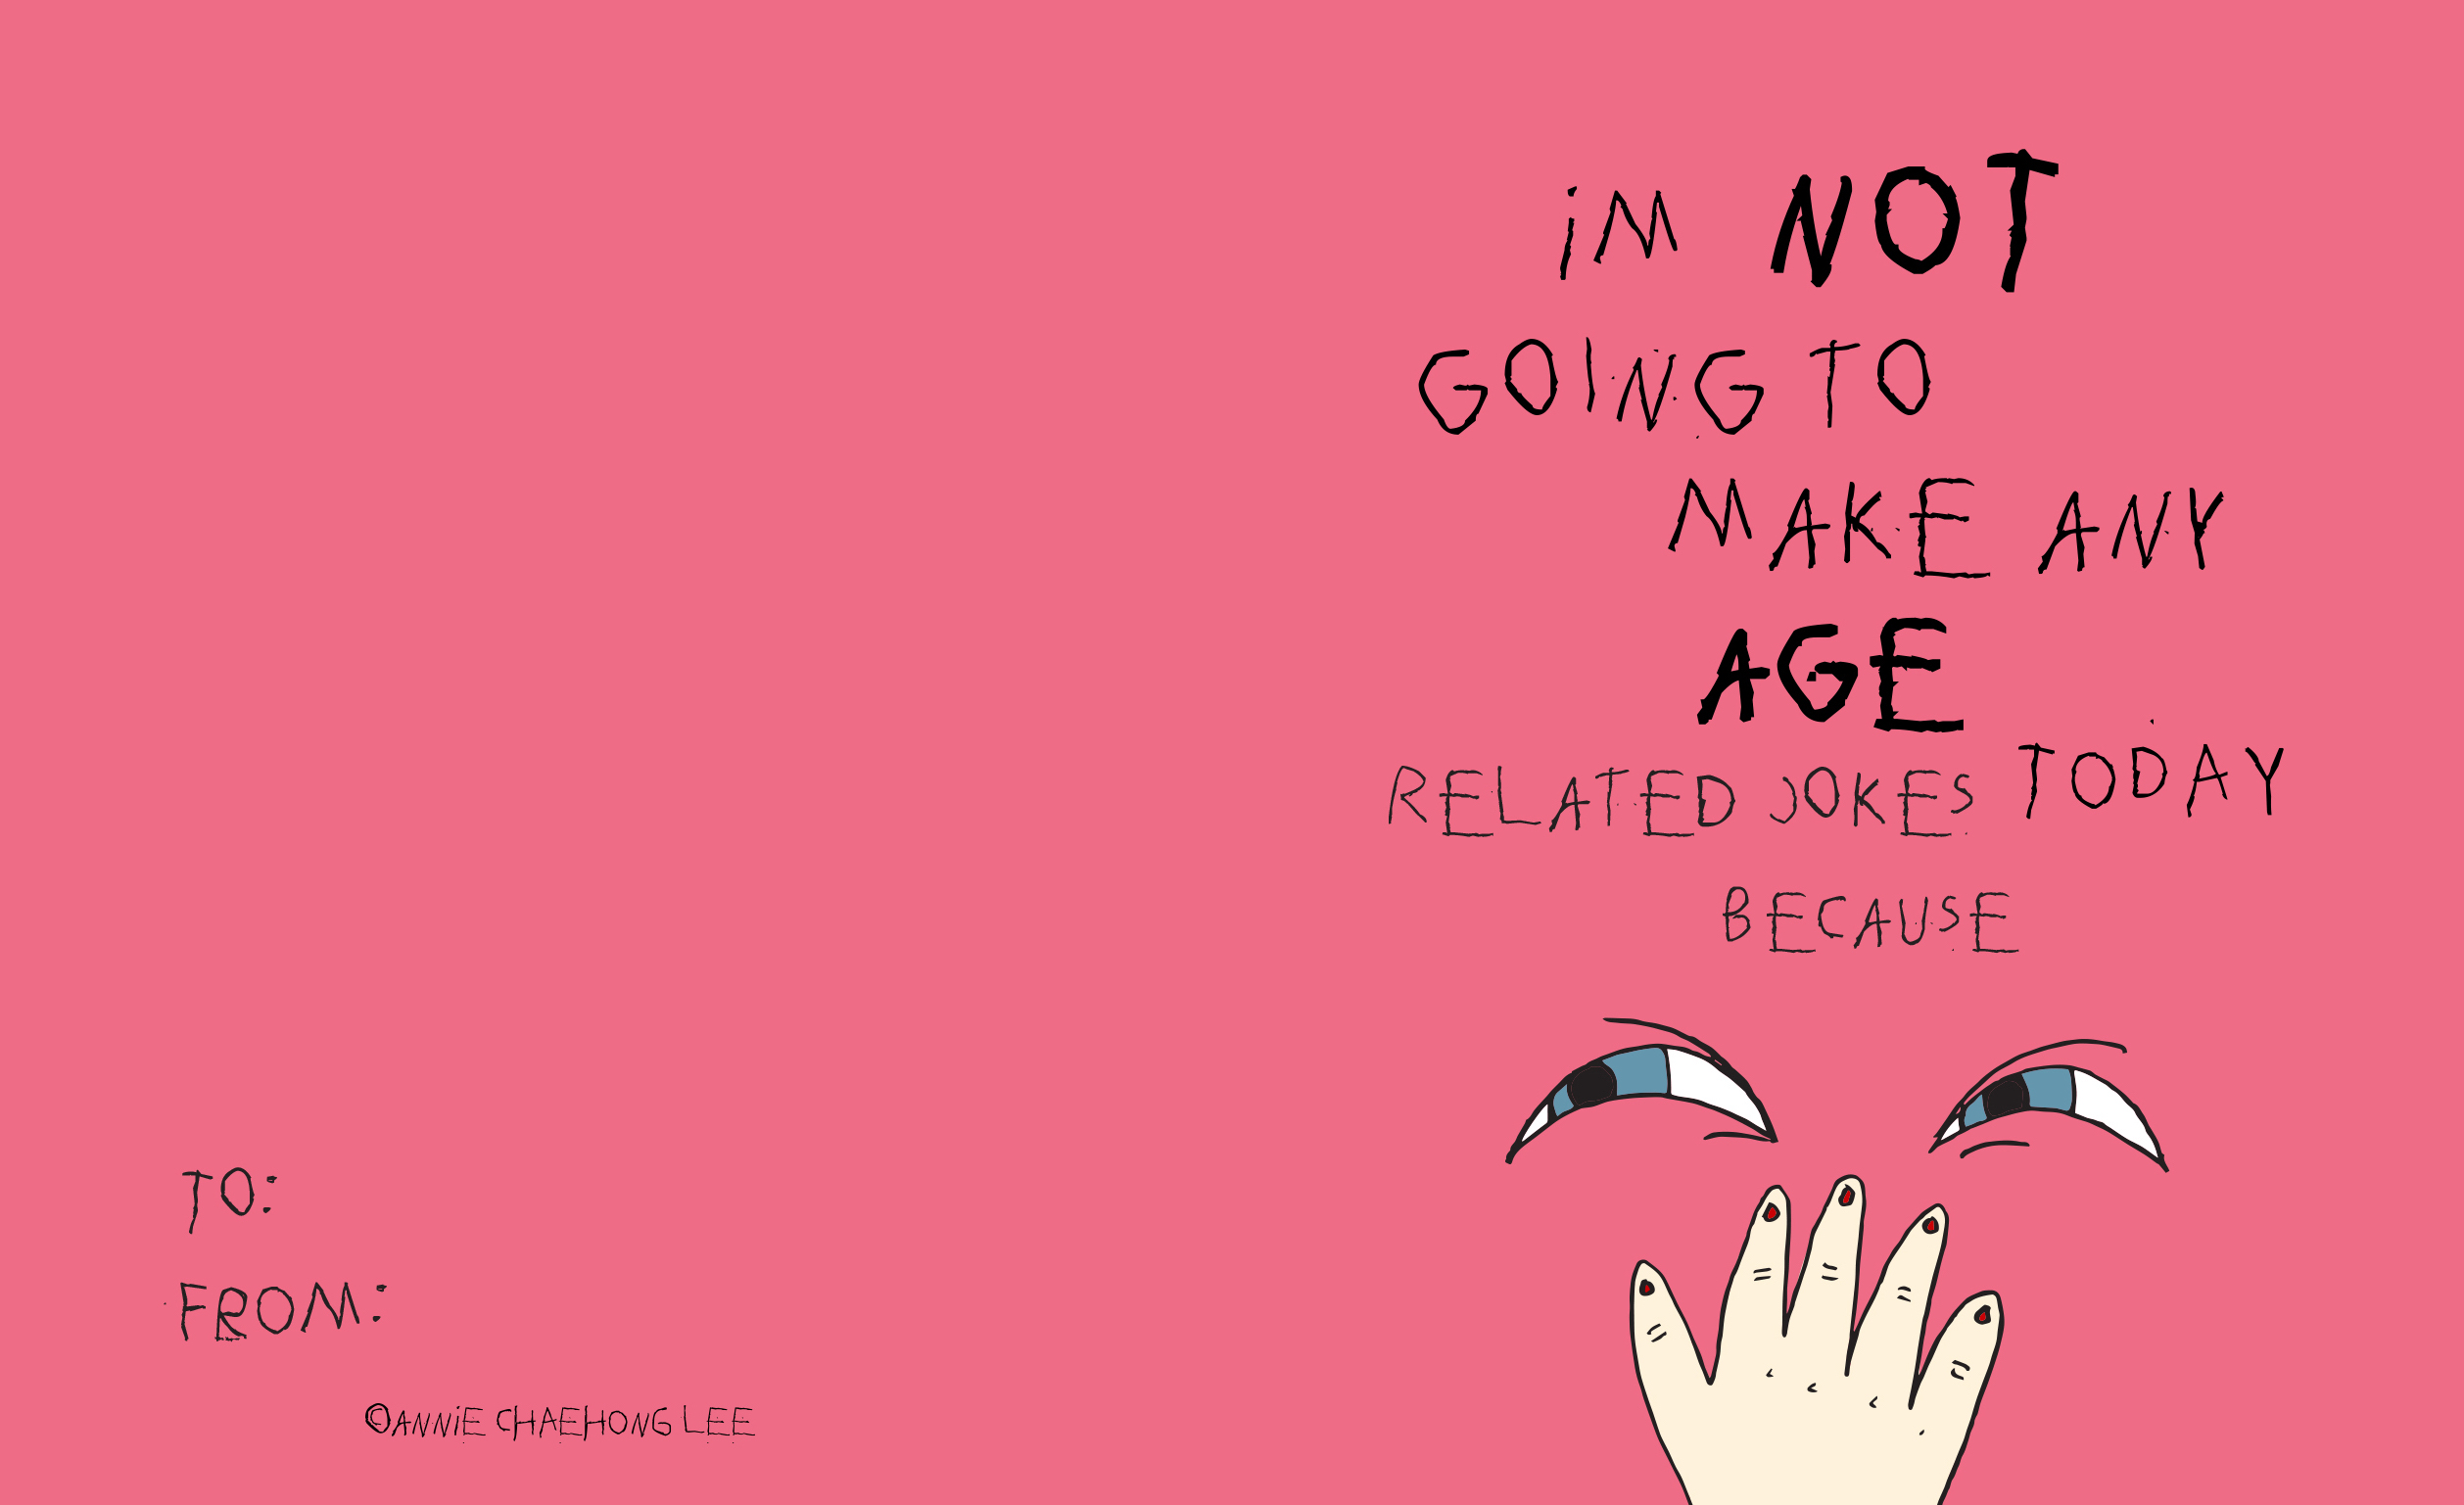 iM NOT
GOING TO
MAKE ANY
AGE
RELATED JOKES TODAY
BECAUSE
TO:
FROM:
©ANNiE CHAEHONG LEE